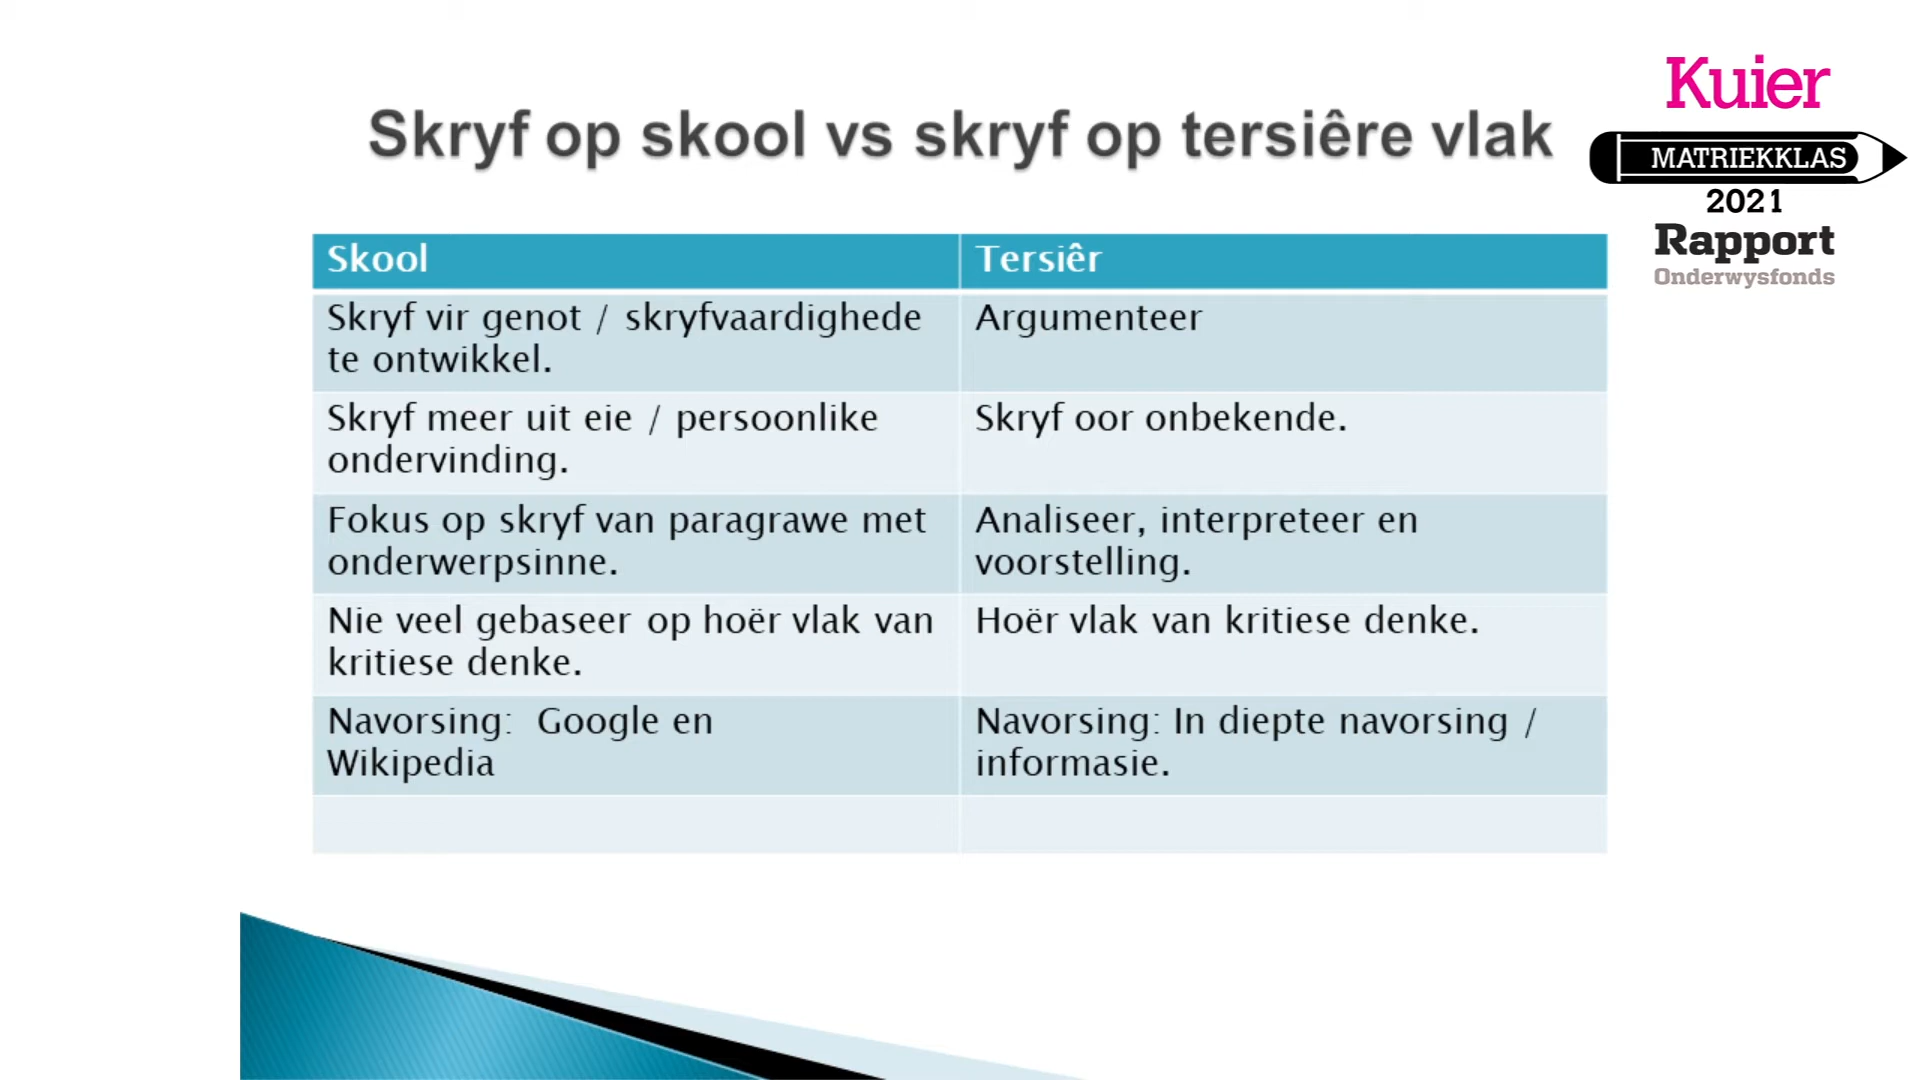 Kuier
MATRIEKKLAS
2021
Rapport
Onderwysfonds
Skryf op skool vs skryf op tersiêre vlak
Skool
Tersiêr
Skryf vir genot / skryfvaardighede
te ontwikkel.
Argumenteer
Skryf meer uit eie / persoonlike
ondervinding.
Skryf oor onbekende.
Fokus op skryf van paragrawe met
onderwerpsinne.
Analiseer, interpreteer en
voorstelling.
Nie veel gebaseer op hoër vlak van
kritiese denke.
Hoër vlak van kritiese denke.
Navorsing: Google en
Wikipedia
Navorsing: In diepte navorsing /
informasie.